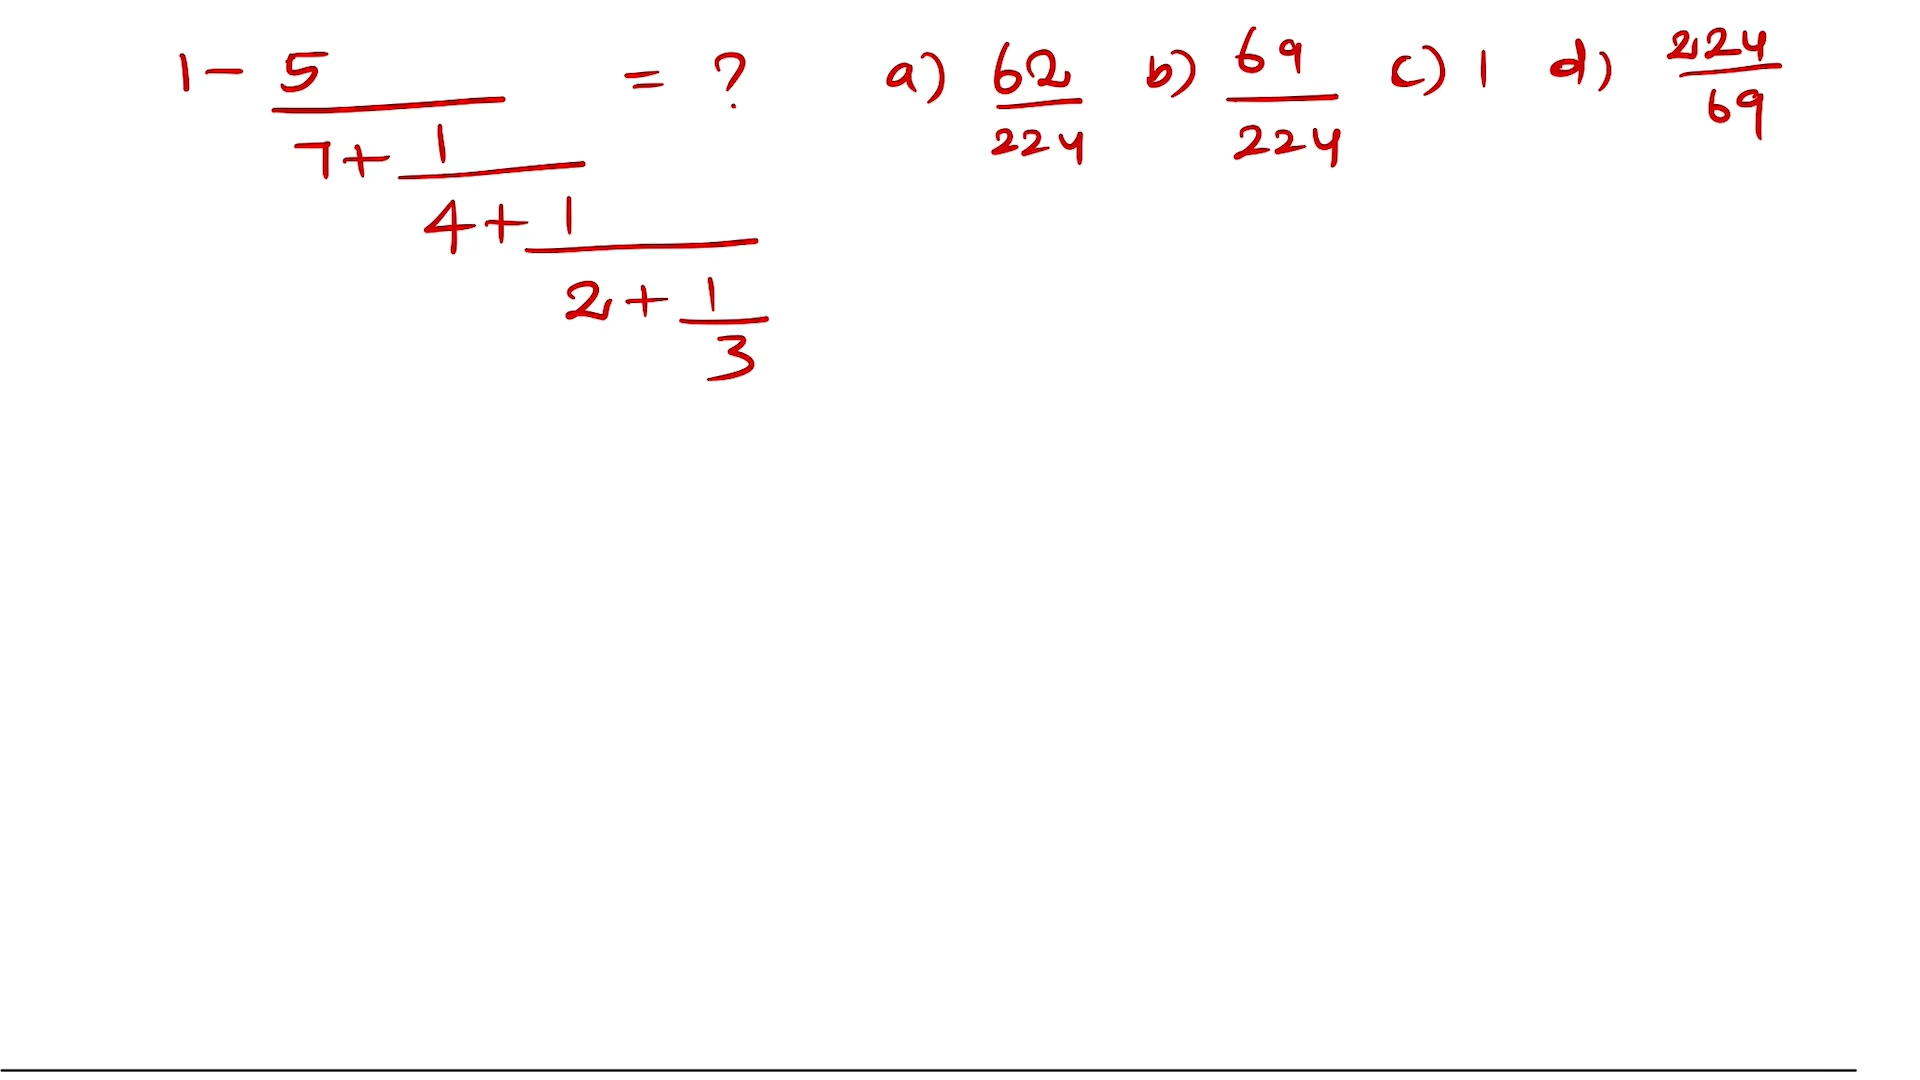 1 - 5 = ? a) 62 b) 69 c) 1 d) 224
7 + 1 224 224 69
4 + 1
2 + 1
3